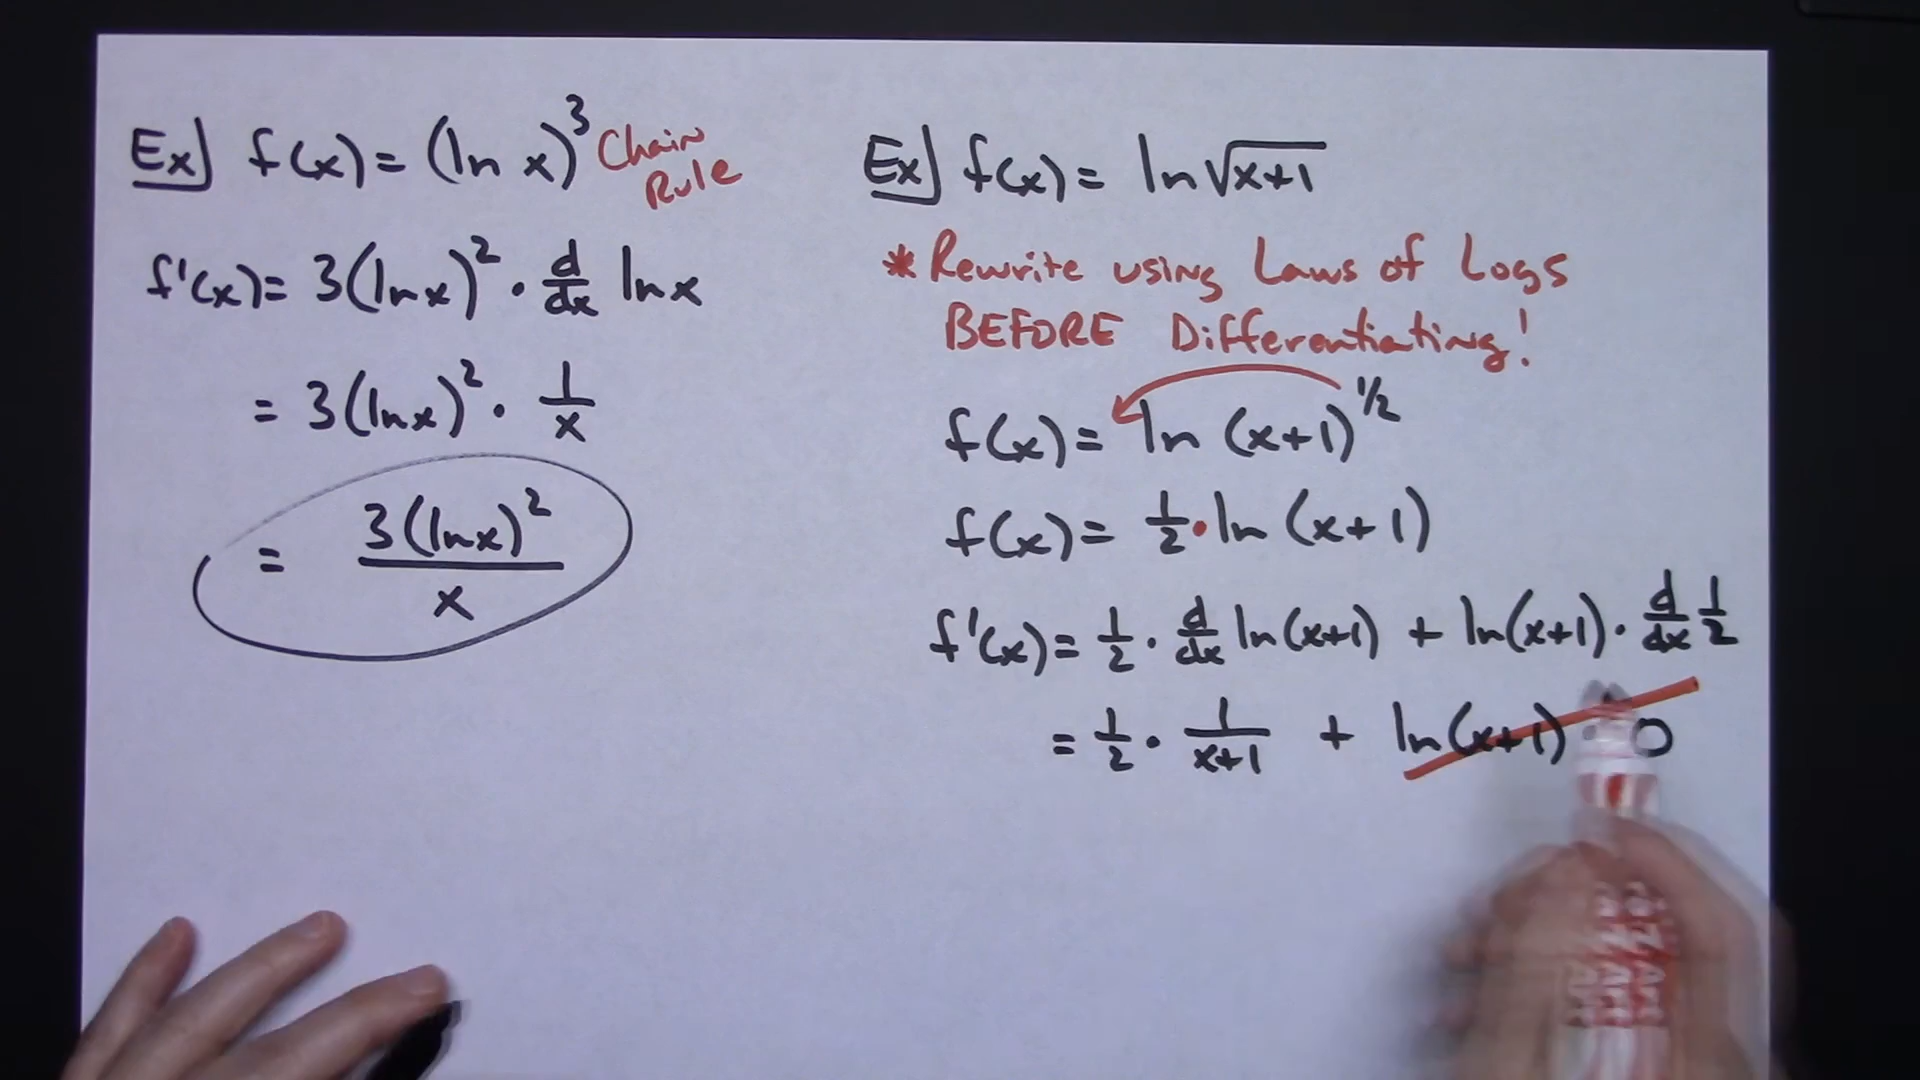 Ex] f(x) = (ln x)³ Chain Rule
f'(x) = 3(ln x)² · d/dx ln x
= 3(ln x)² · 1/x
= 3(ln x)²/x
Ex] f(x) = ln√(x+1)
*Rewrite using Laws of Logs
BEFORE Differentiating!
f(x) = ln (x+1)^1/2
f(x) = 1/2 · ln (x+1)
f'(x) = 1/2 · d/dx ln(x+1) + ln(x+1) · d/dx 1/2
= 1/2 · 1/(x+1) + ln(x+1) · 0